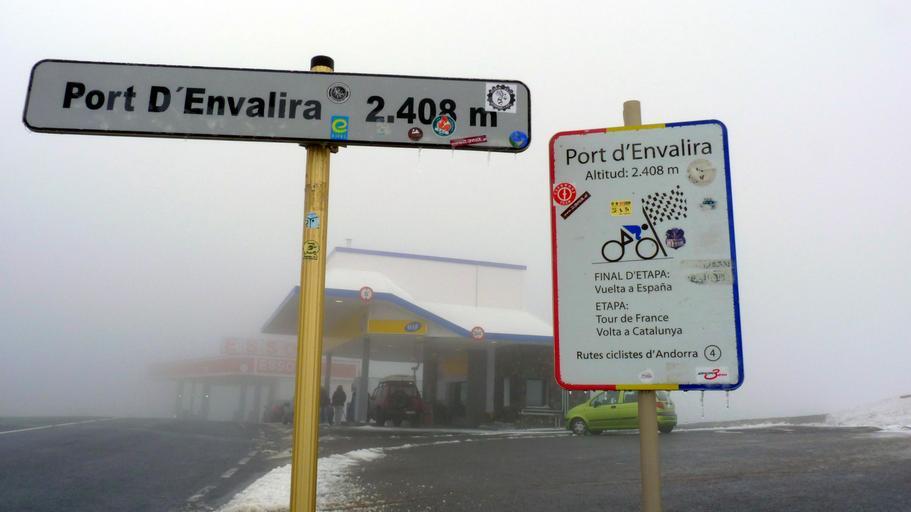 Port D´Envalira 2.408 m
Port d'Envalira
Altitud: 2.408 m
FINAL D'ETAPA:
Vuelta a España
ETAPA:
Tour de France
Volta a Catalunya
Rutes ciclistes d'Andorra 4
ESSO